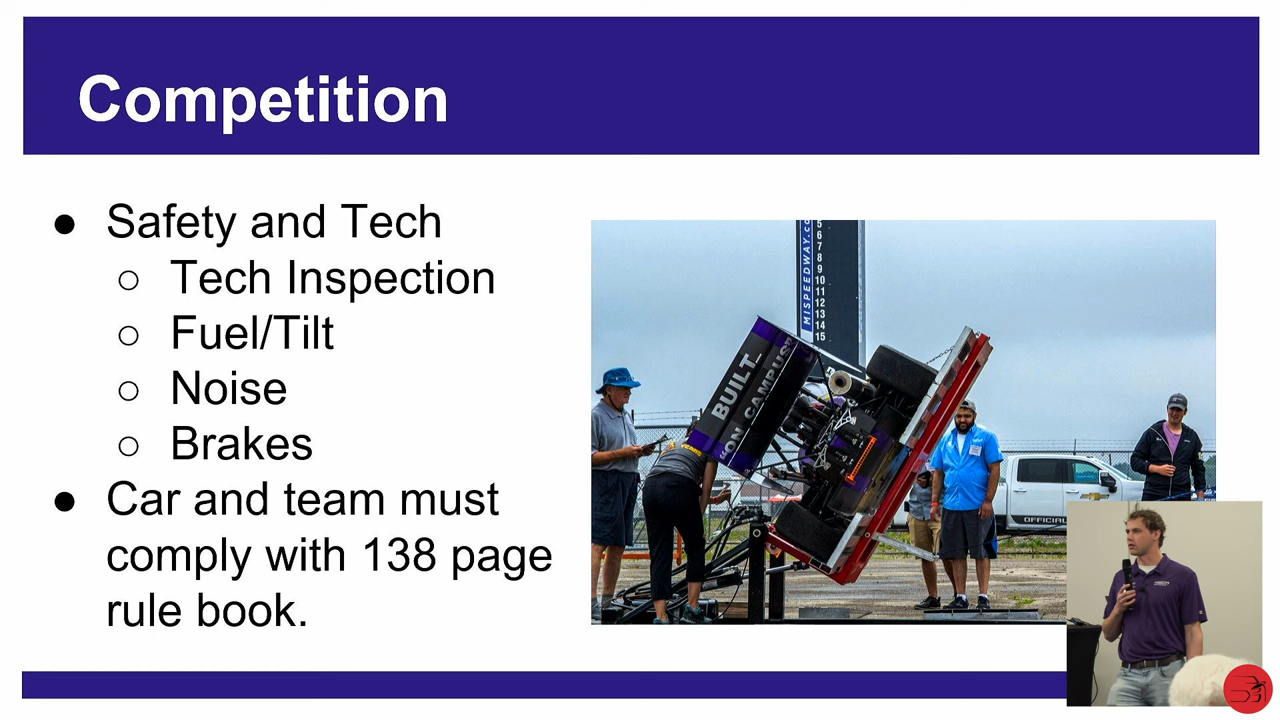 Competition
● Safety and Tech
○ Tech Inspection
○ Fuel/Tilt
○ Noise
○ Brakes
● Car and team must
comply with 138 page
rule book.
MISPEEDWAY.CO
5
6
7
8
9
10
11
12
13
14
15
BUILT
"ON CAMPUS"
OFFICIAL